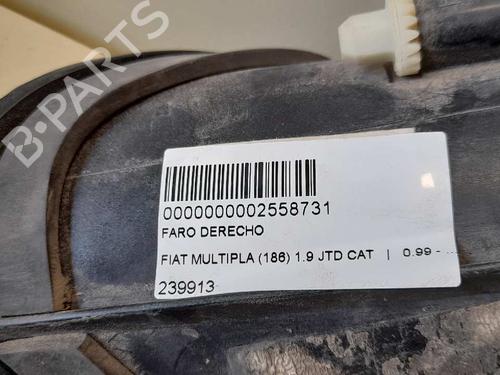 B-PARTS
0000000002558731
FARO DERECHO
FIAT MULTIPLA (186) 1.9 JTD CAT | 0.99 - ...
239913